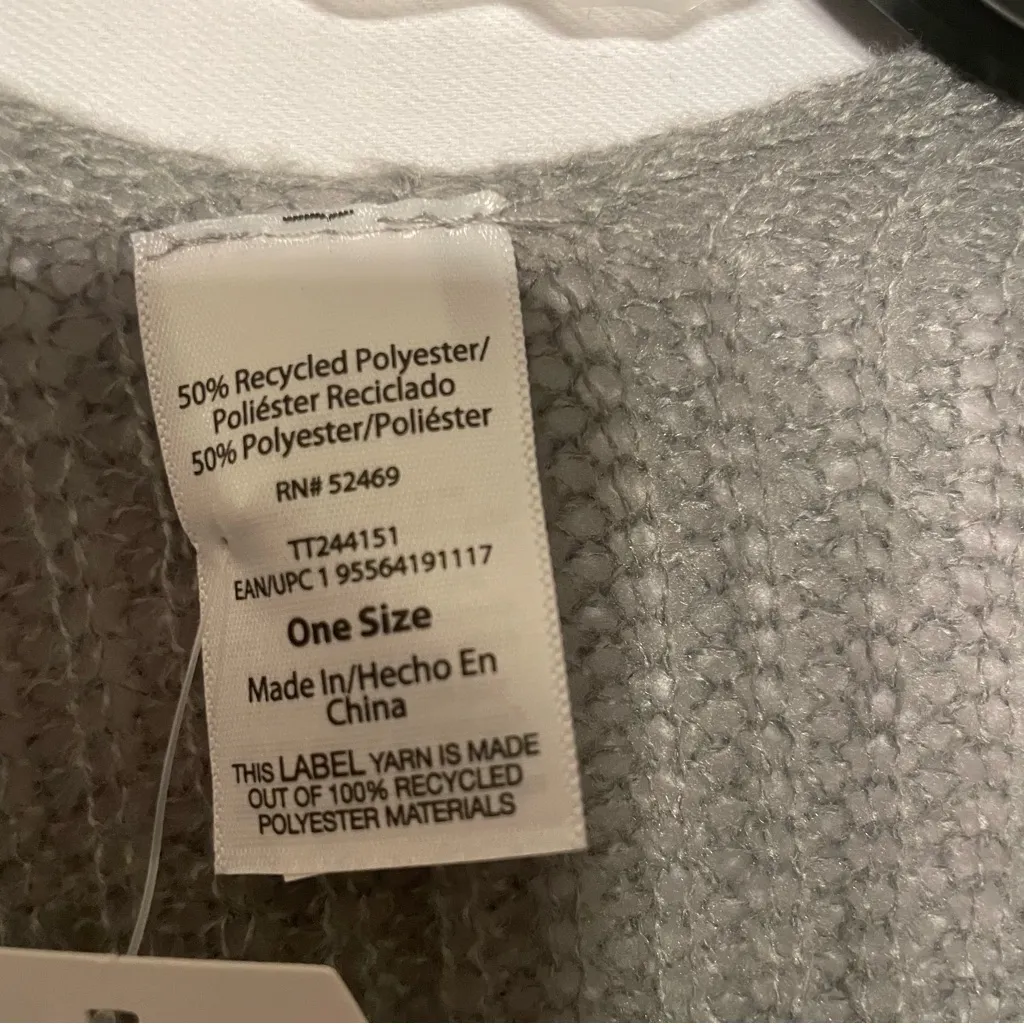 50% Recycled Polyester/
Poliéster Reciclado
50% Polyester/Poliéster
RN# 52469
TT244151
EAN/UPC 1 95564191117
One Size
Made In/Hecho En
China
THIS LABEL YARN IS MADE
OUT OF 100% RECYCLED
POLYESTER MATERIALS